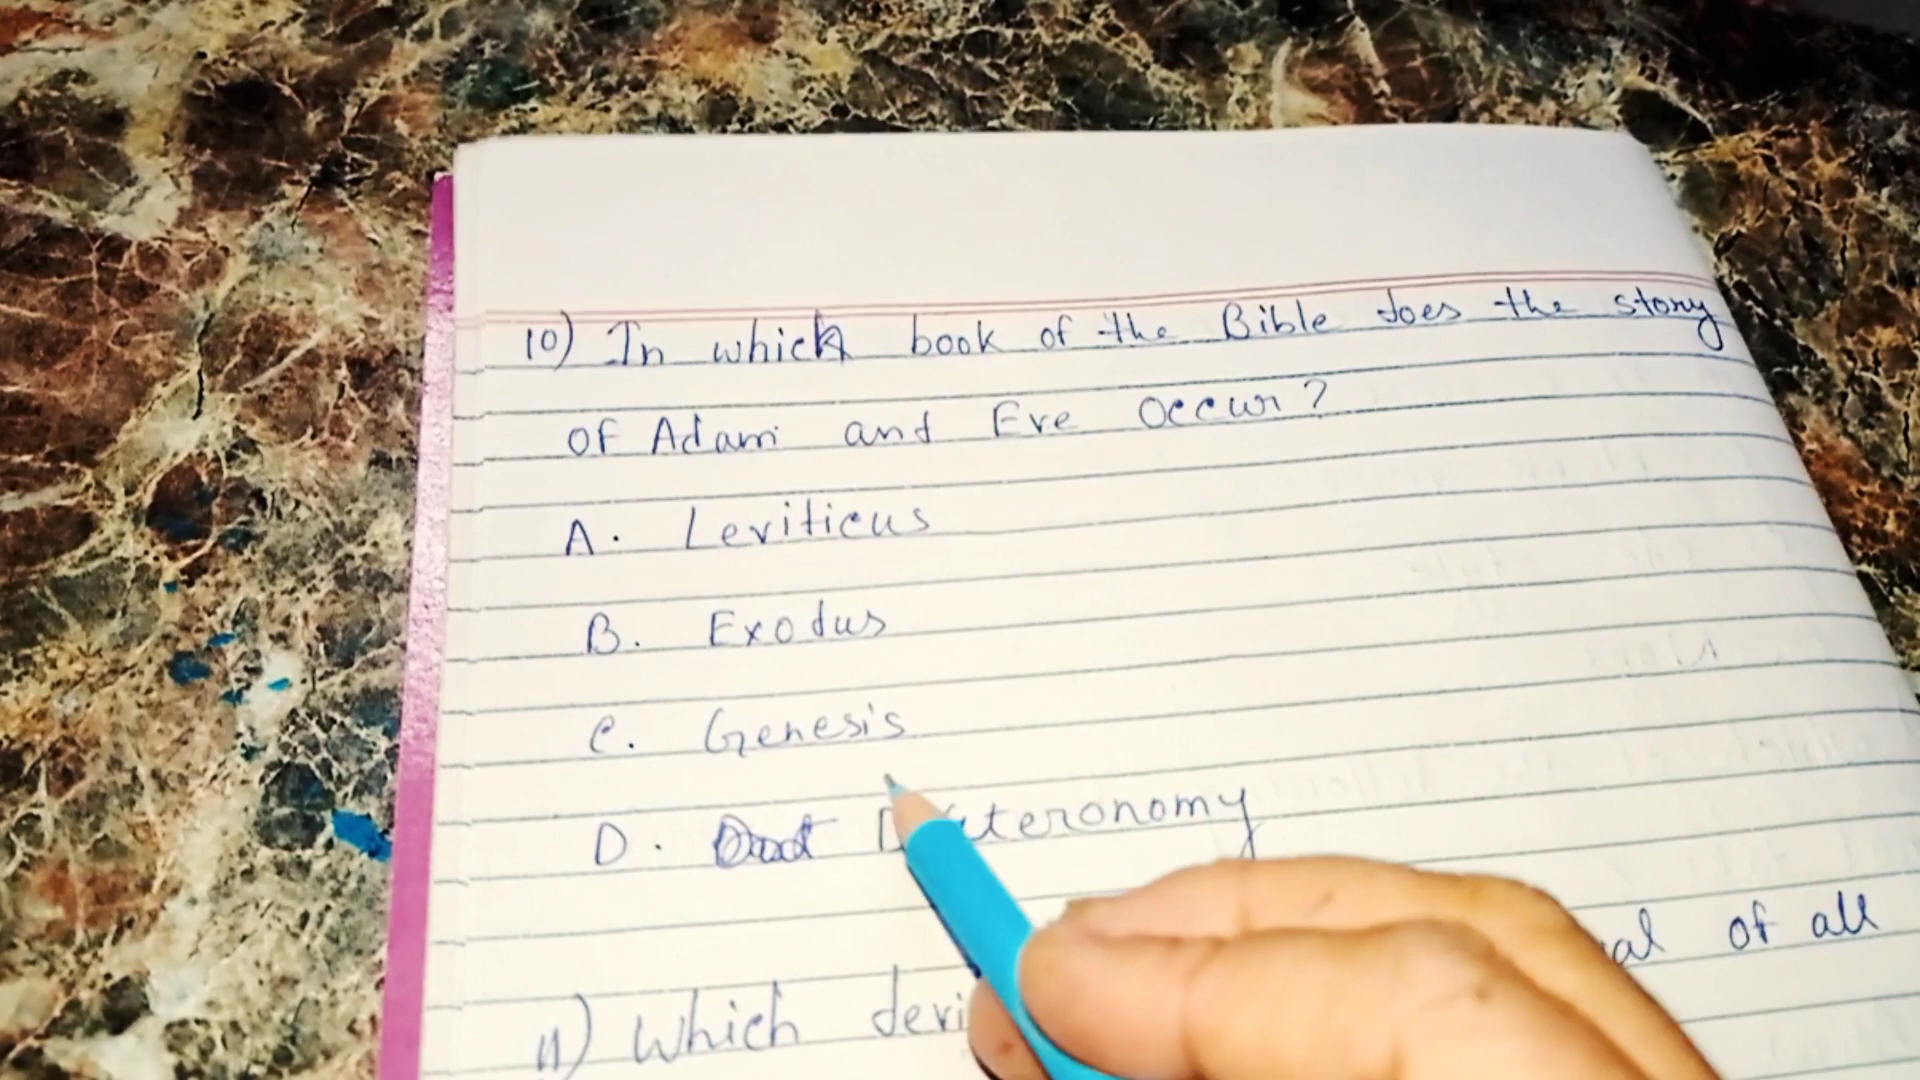 10) In which book of the Bible does the story
of Adam and Eve occur?
A. Leviticus
B. Exodus
C. Genesis
D.
of all
11) Which